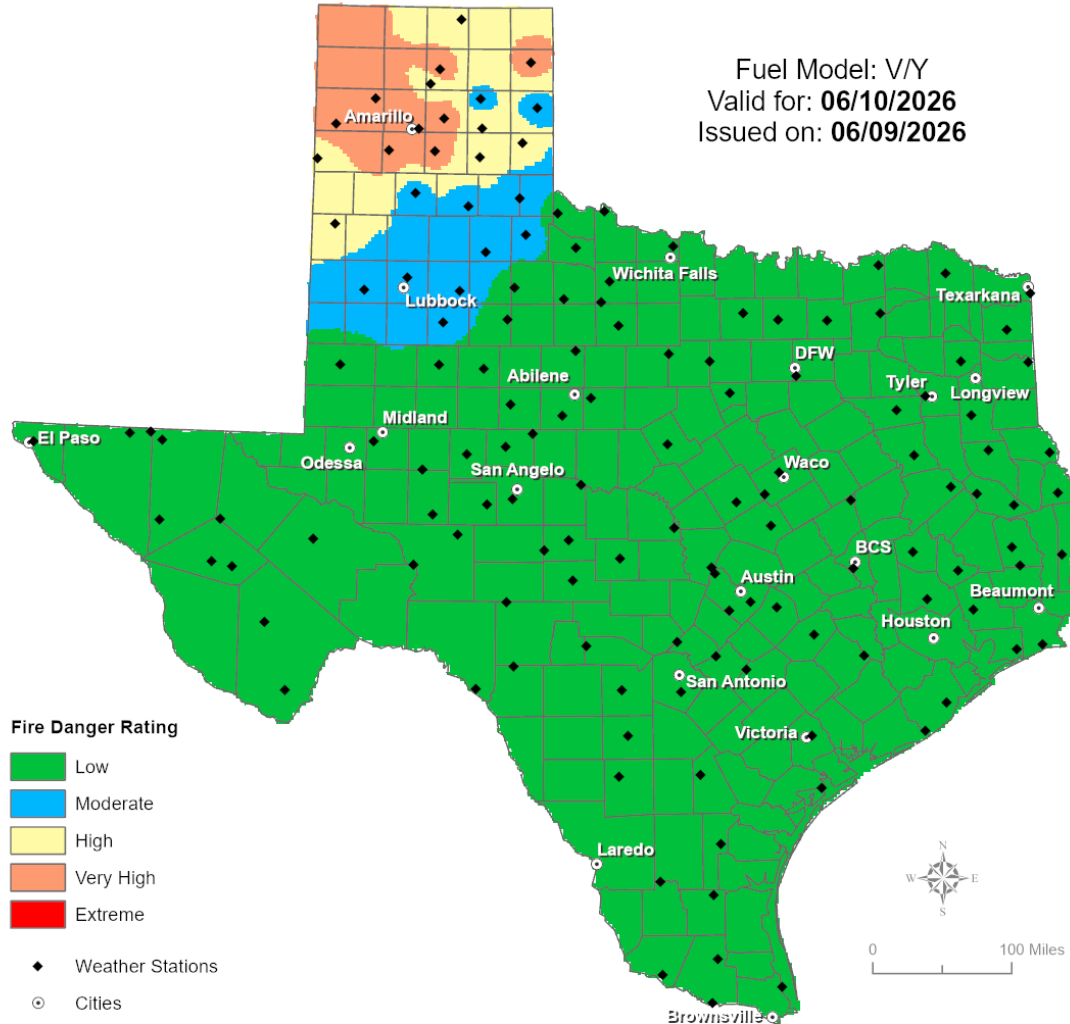 Fuel Model: V/Y
Valid for: 06/10/2026
Issued on: 06/09/2026
Amarillo
Lubbock
Wichita Falls
Texarkana
DFW
Abilene
Tyler
Longview
Midland
El Paso
Odessa
San Angelo
Waco
BCS
Austin
Beaumont
Houston
San Antonio
Victoria
Laredo
Brownsville
Fire Danger Rating
Low
Moderate
High
Very High
Extreme
Weather Stations
Cities
N
W E
S
0 100 Miles